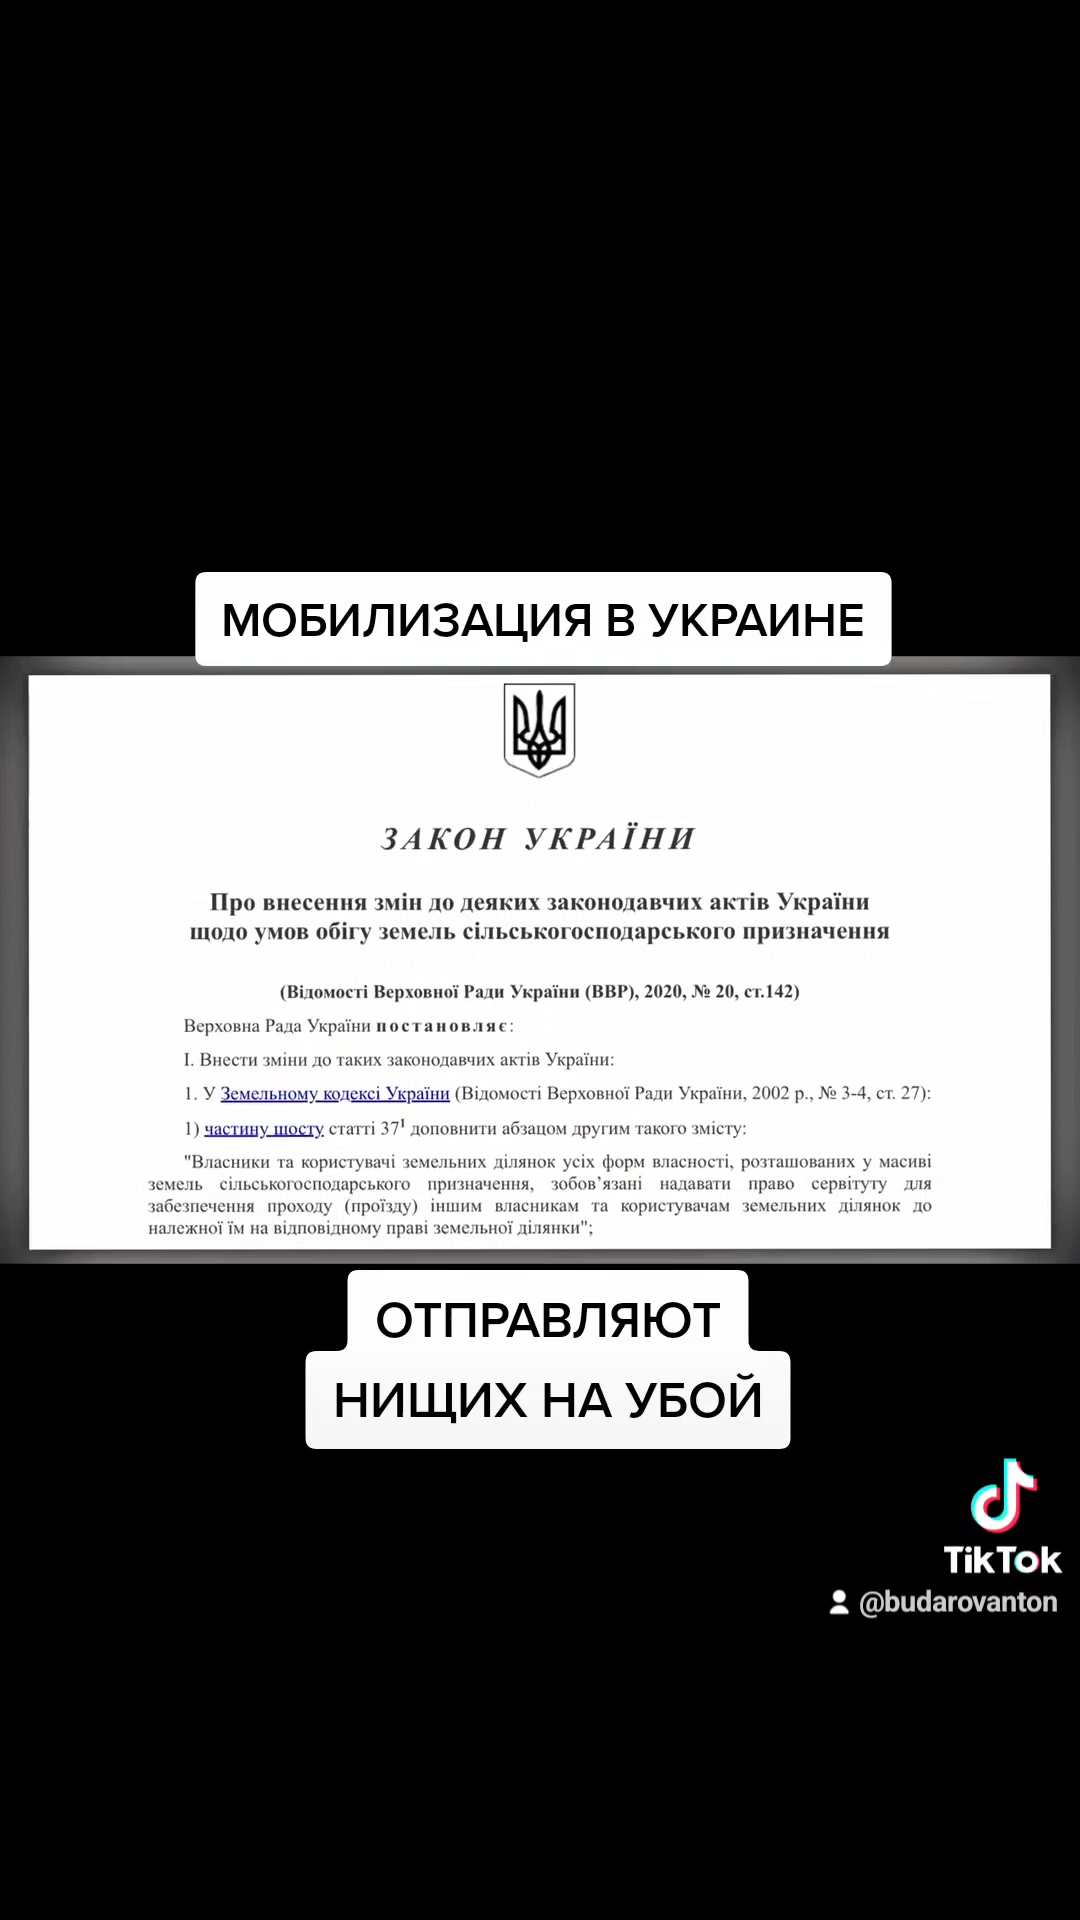 МОБИЛИЗАЦИЯ В УКРАИНЕ
ЗАКОН УКРАЇНИ
Про внесення змін до деяких законодавчих актів України
щодо умов обігу земель сільськогосподарського призначення
(Відомості Верховної Ради України (ВВР), 2020, № 20, ст.142)
Верховна Рада України постановляє:
I. Внести зміни до таких законодавчих актів України:
1. У Земельному кодексі України (Відомості Верховної Ради України, 2002 р., № 3-4, ст. 27):
1) частину шосту статті 37¹ доповнити абзацом другим такого змісту:
"Власники та користувачі земельних ділянок усіх форм власності, розташованих у масиві
земель сільськогосподарського призначення, зобов’язані надавати право сервітуту для
забезпечення проходу (проїзду) іншим власникам та користувачам земельних ділянок до
належної їм на відповідному праві земельної ділянки";
ОТПРАВЛЯЮТ
НИЩИХ НА УБОЙ
TikTok
@budarovanton